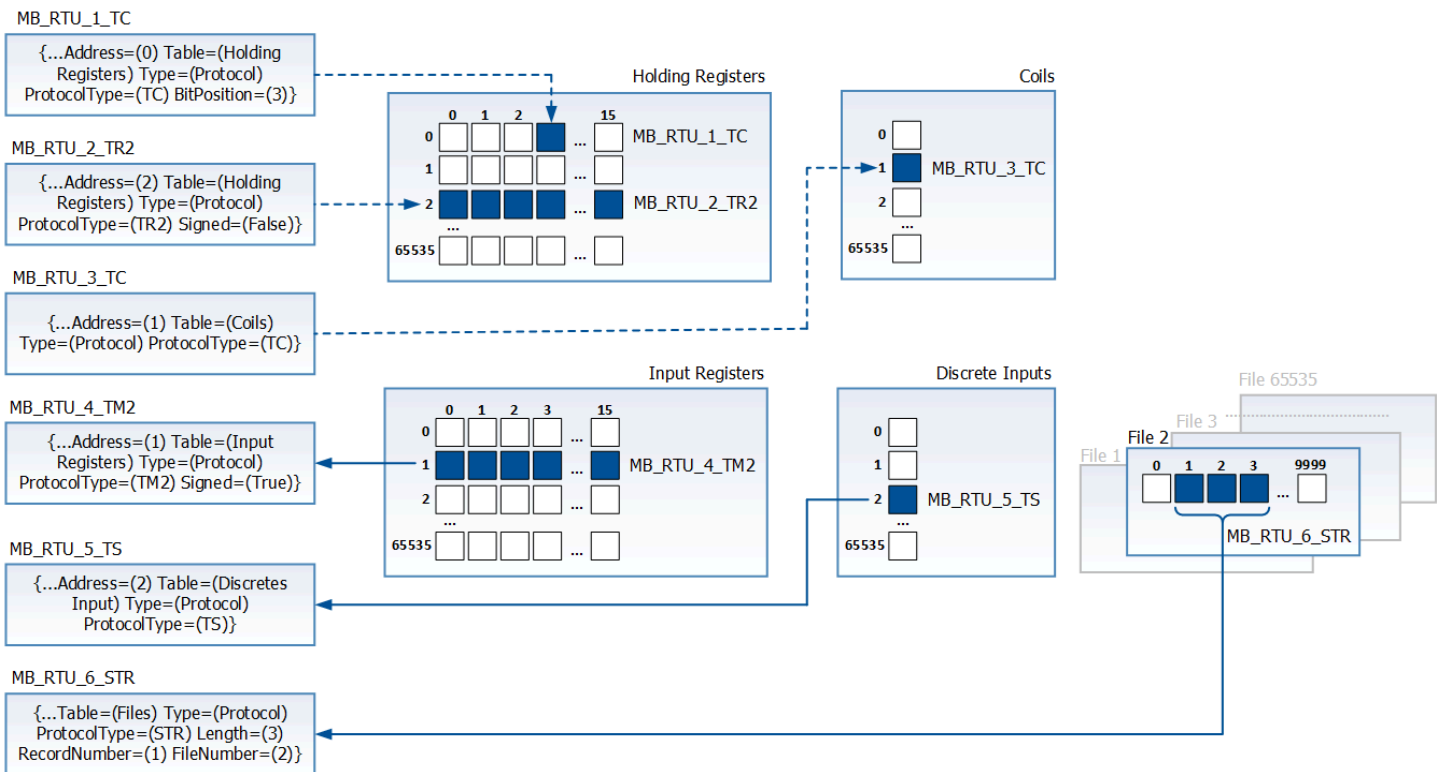 MB_RTU_1_TC
{...Address=(0) Table=(Holding
Registers) Type=(Protocol)
ProtocolType=(TC) BitPosition=(3)}
MB_RTU_2_TR2
{...Address=(2) Table=(Holding
Registers) Type=(Protocol)
ProtocolType=(TR2) Signed=(False)}
MB_RTU_3_TC
{...Address=(1) Table=(Coils)
Type=(Protocol) ProtocolType=(TC)}
MB_RTU_4_TM2
{...Address=(1) Table=(Input
Registers) Type=(Protocol)
ProtocolType=(TM2) Signed=(True)}
MB_RTU_5_TS
{...Address=(2) Table=(Discretes
Input) Type=(Protocol)
ProtocolType=(TS)}
MB_RTU_6_STR
{...Table=(Files) Type=(Protocol)
ProtocolType=(STR) Length=(3)
RecordNumber=(1) FileNumber=(2)}
Holding Registers
0 1 2 15
0 ... MB_RTU_1_TC
1 ...
2 ... MB_RTU_2_TR2
...
65535 ...
Coils
0
1 MB_RTU_3_TC
2
...
65535
Input Registers
0 1 2 3 15
0 ...
1 ... MB_RTU_4_TM2
2 ...
...
65535 ...
Discrete Inputs
0
1
2 MB_RTU_5_TS
...
65535
File 65535
File 3
File 2
File 1
0 1 2 3 9999
...
MB_RTU_6_STR